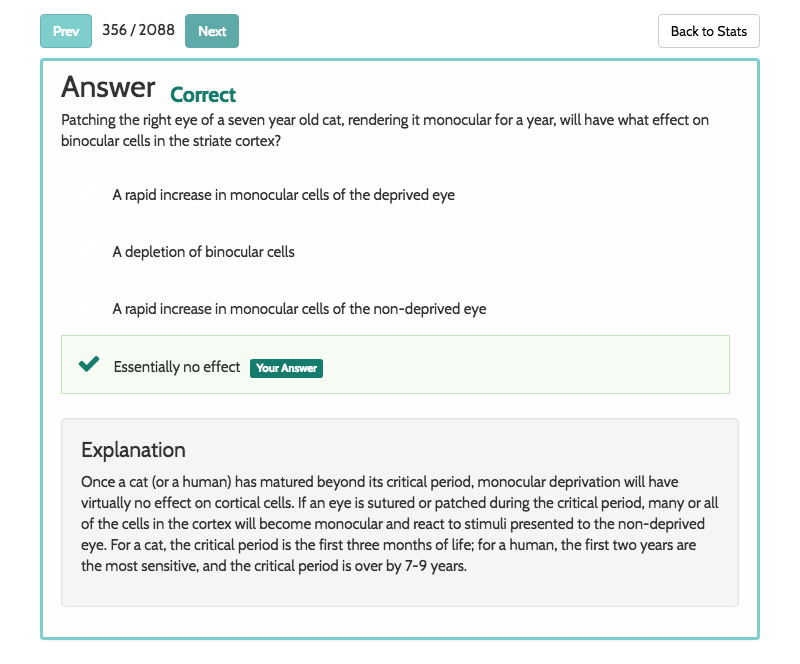 Prev 356 / 2088 Next Back to Stats
Answer Correct
Patching the right eye of a seven year old cat, rendering it monocular for a year, will have what effect on
binocular cells in the striate cortex?
A rapid increase in monocular cells of the deprived eye
A depletion of binocular cells
A rapid increase in monocular cells of the non-deprived eye
Essentially no effect Your Answer
Explanation
Once a cat (or a human) has matured beyond its critical period, monocular deprivation will have
virtually no effect on cortical cells. If an eye is sutured or patched during the critical period, many or all
of the cells in the cortex will become monocular and react to stimuli presented to the non-deprived
eye. For a cat, the critical period is the first three months of life; for a human, the first two years are
the most sensitive, and the critical period is over by 7-9 years.